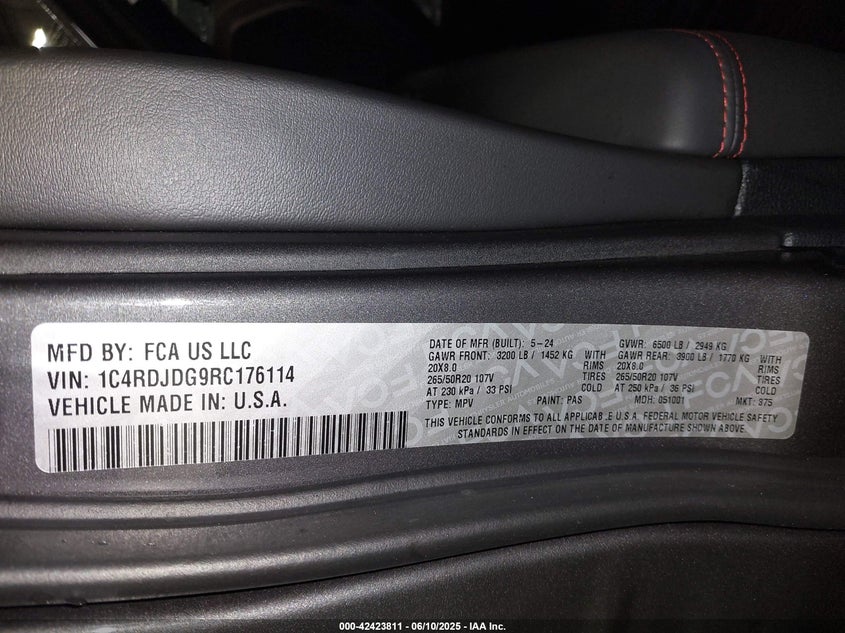 MFD BY: FCA US LLC
VIN: 1C4RDJDG9RC176114
VEHICLE MADE IN: U.S.A.
DATE OF MFR (BUILT): 5-24 GVWR: 6500 LB / 2949 KG
GAWR FRONT: 3200 LB / 1452 KG WITH GAWR REAR: 3900 LB / 1770 KG WITH
20X8.0 RIMS 20X8.0 RIMS
265/50R20 107V TIRES 265/50R20 107V TIRES
AT 230 kPa / 33 PSI COLD AT 250 kPa / 36 PSI COLD
TYPE: MPV PAINT: PAS MDH: 051001 MKT: 375
THIS VEHICLE CONFORMS TO ALL APPLICAB_E U.S.A. FEDERAL MOTOR VEHICLE SAFETY
STANDARDS IN EFFECT ON THE DATE OF MANUFACTURE SHOWN ABOVE
000-42423811 - 06/10/2025 - IAA Inc.